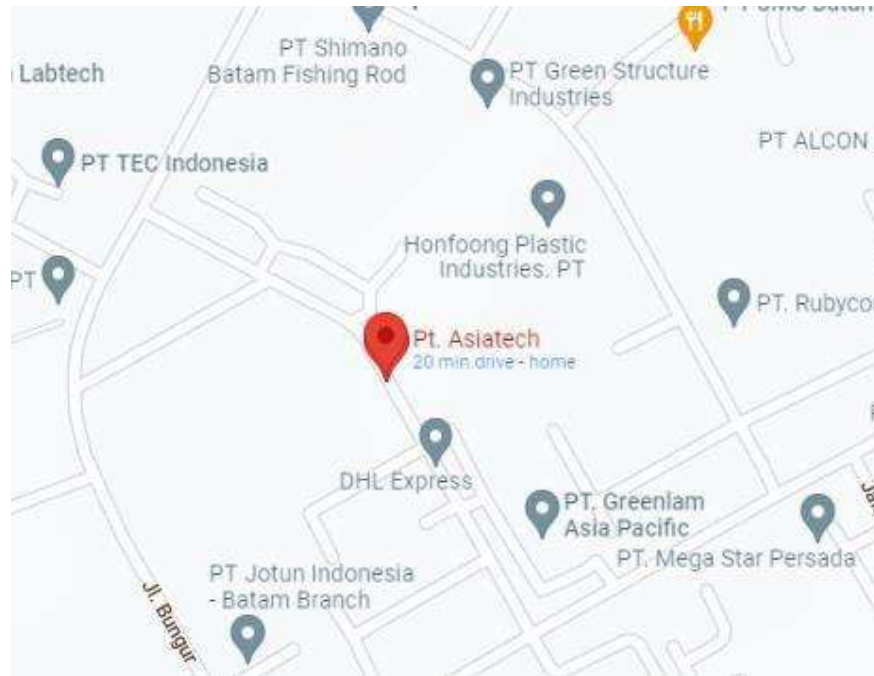 PT Shimano
Batam Fishing Rod
Labtech
PT Green Structure
Industries
PT ALCON
PT TEC Indonesia
Honfoong Plastic
Industries. PT
PT
PT. Rubyco
Pt. Asiatech
20 min drive - home
DHL Express
PT. Greenlam
Asia Pacific
PT. Mega Star Persada
PT Jotun Indonesia
- Batam Branch
Jl. Bungur